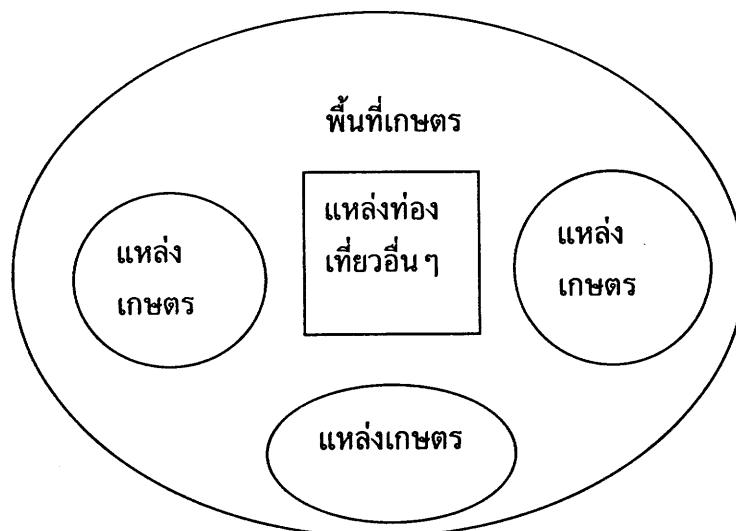 พื้นที่เกษตร
แหล่งท่อง
เที่ยวอื่น ๆ
แหล่ง
เกษตร
แหล่ง
เกษตร
แหล่งเกษตร